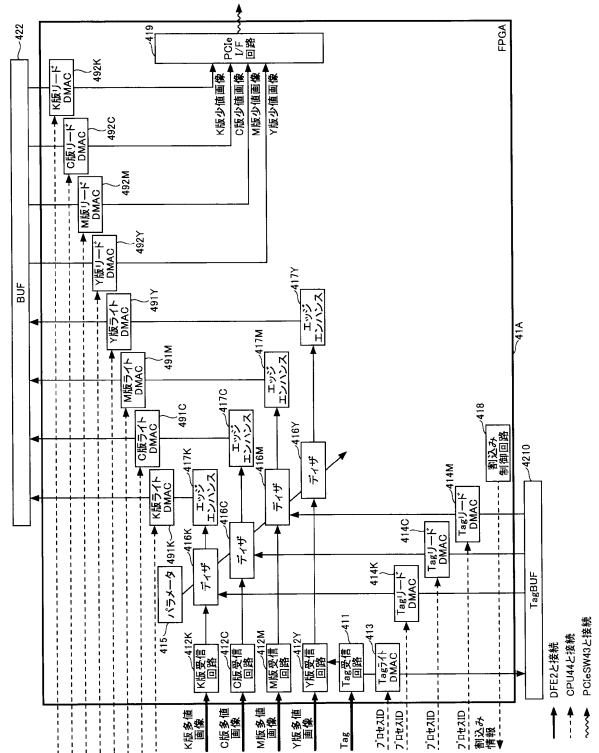 422
BUF
K版リード
DMAC
492K
C版リード
DMAC
492C
M版リード
DMAC
492M
Y版リード
DMAC
492Y
Y版ライト
DMAC
491Y
M版ライト
DMAC
491M
C版ライト
DMAC
491C
K版ライト
DMAC
491K
419
PCIe
I/F
回路
K版少値画像
C版少値画像
M版少値画像
Y版少値画像
FPGA
41A
パラメータ
415
エッジ
エンハンス
417K
エッジ
エンハンス
417C
エッジ
エンハンス
417M
エッジ
エンハンス
417Y
ディザ
416K
ディザ
416C
ディザ
416M
ディザ
416Y
K版受信
回路
412K
C版受信
回路
412C
M版受信
回路
412M
Y版受信
回路
412Y
Tag受信
回路
411
Tagライト
DMAC
413
Tagリード
DMAC
414K
Tagリード
DMAC
414C
Tagリード
DMAC
414M
割込み
制御回路
418
4210
TagBUF
K版多値
画像
C版多値
画像
M版多値
画像
Y版多値
画像
Tag
プロセスID
プロセスID
プロセスID
プロセスID
割込み
情報
DFE2と接続
CPU44と接続
PCIeSW43と接続